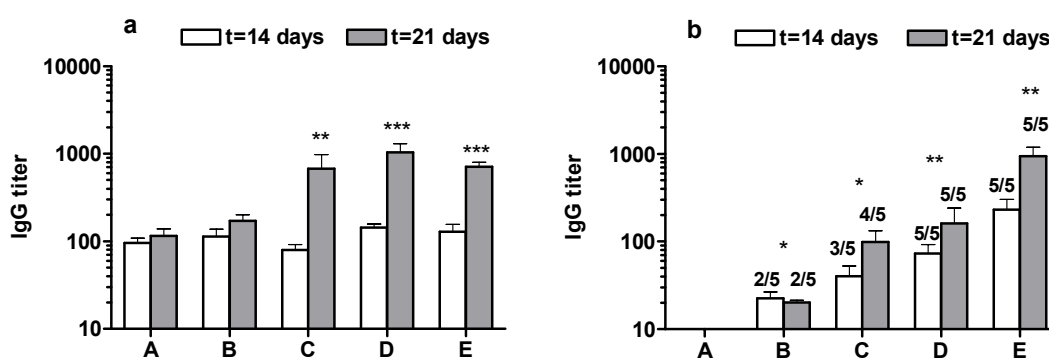 a
t=14 days t=21 days
IgG titer
10000
1000
100
10
** *** ***
A B C D E
b
t=14 days t=21 days
IgG titer
10000
1000
100
10
* * ** **
2/5 2/5 3/5 4/5 5/5 5/5 5/5 5/5
A B C D E